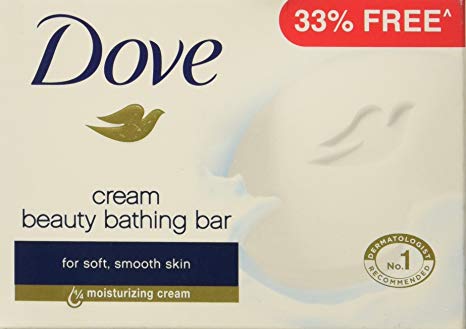 33% FREE^
Dove
cream
beauty bathing bar
for soft, smooth skin
¼ moisturizing cream
DERMATOLOGIST
No.1
RECOMMENDED